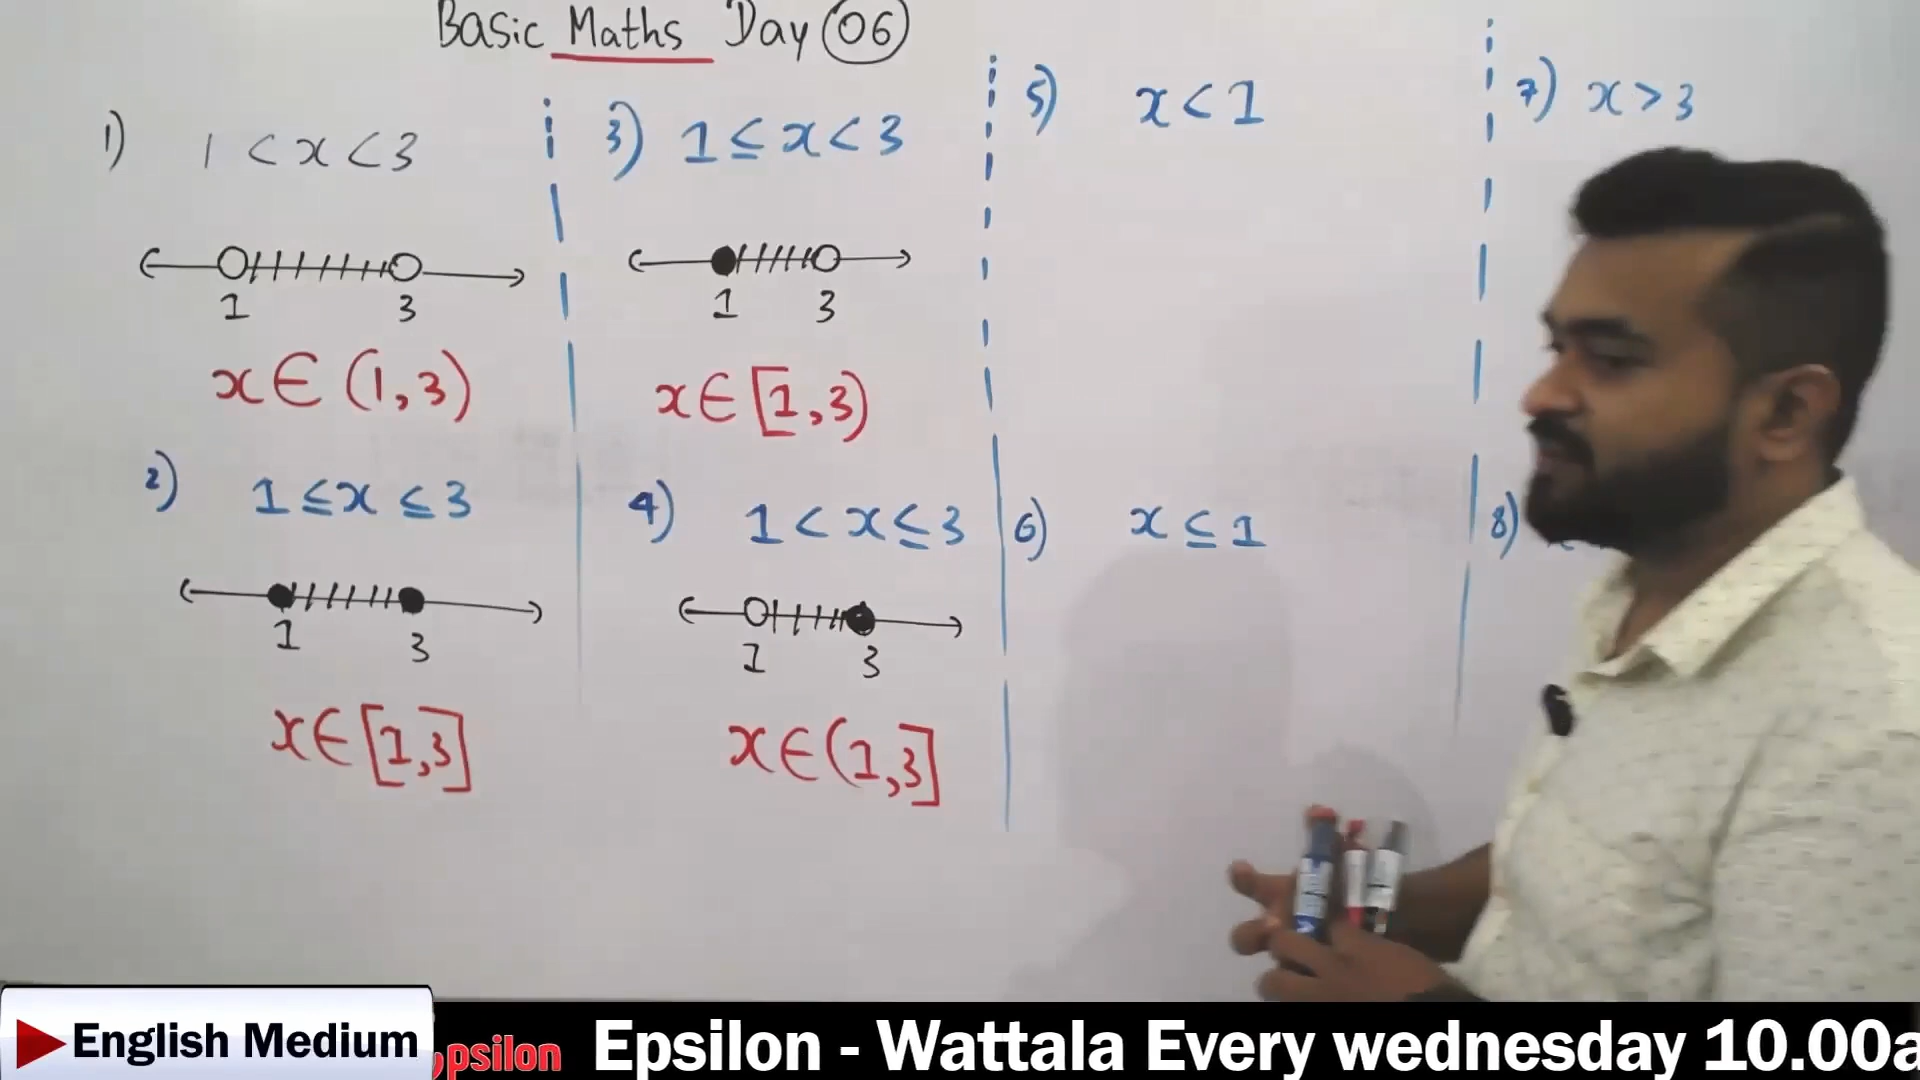 Basic Maths Day 06
1) 1 < x < 3
1 3
x ∈ (1,3)
2) 1 ≤ x ≤ 3
1 3
x ∈ [1,3]
3) 1 ≤ x < 3
1 3
x ∈ [1,3)
4) 1 < x ≤ 3
1 3
x ∈ (1,3]
5) x < 1
6) x ≤ 1
7) x > 3
8)
English Medium
psilon
Epsilon - Wattala Every wednesday 10.00a